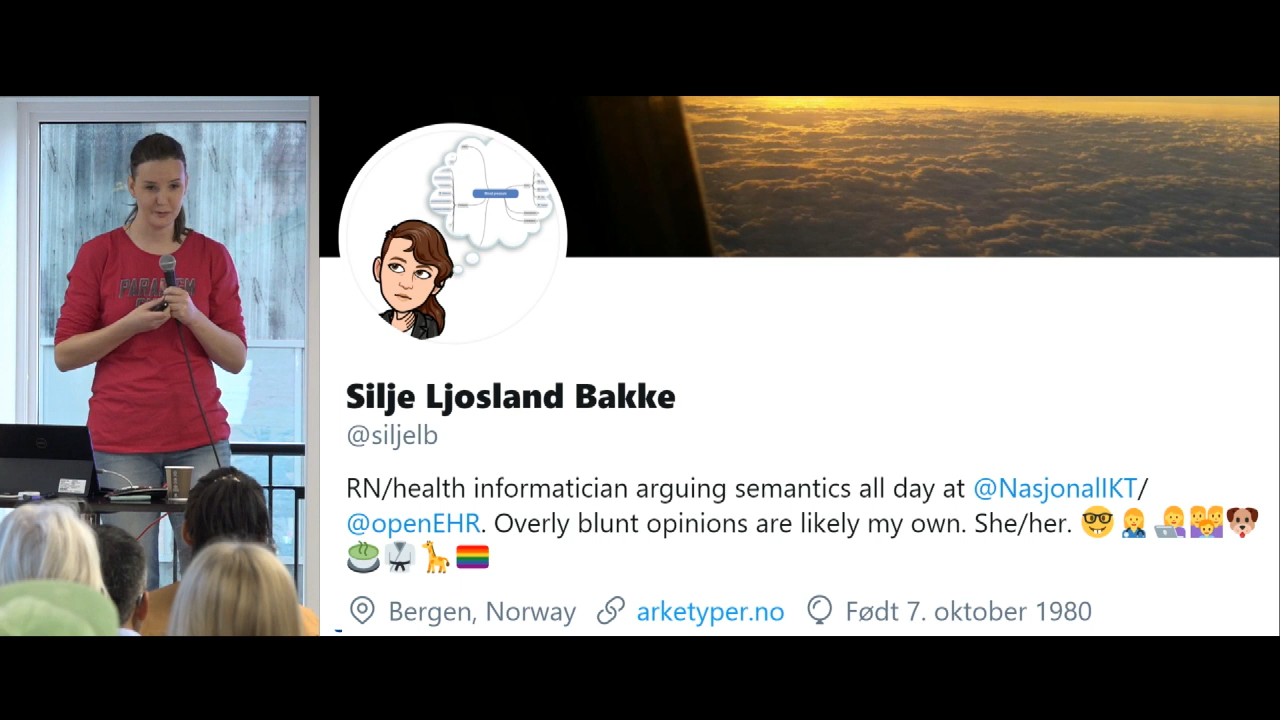 Silje Ljosland Bakke
@siljelb
RN/health informatician arguing semantics all day at @NasjonalIKT/
@openEHR. Overly blunt opinions are likely my own. She/her. 🤓👩‍⚕️👩‍💻👩‍👩‍👦🐶
🍵🥋🦒🏳️‍🌈
Bergen, Norway arketyper.no Født 7. oktober 1980